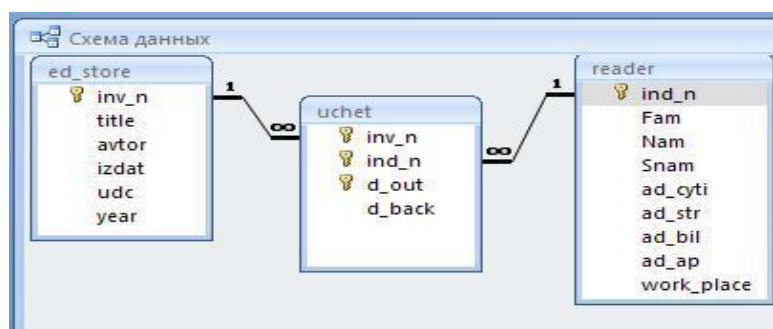 Схема данных
ed_store
inv_n
title
avtor
izdat
udc
year
1
∞
uchet
inv_n
ind_n
d_out
d_back
∞
1
reader
ind_n
Fam
Nam
Snam
ad_cyti
ad_str
ad_bil
ad_ap
work_place